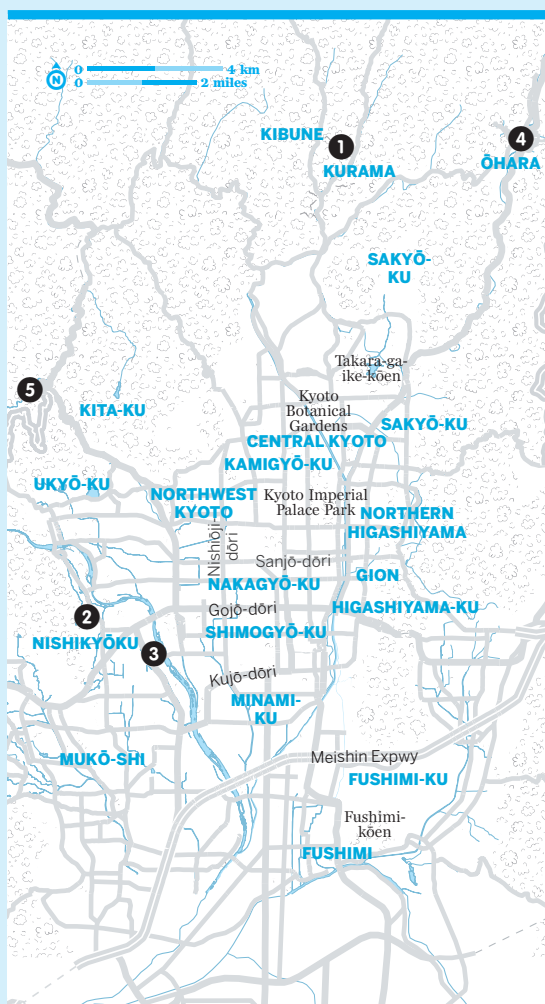 0 4 km
N
0 2 miles
KIBUNE
1
4
KURAMA
ŌHARA
SAKYŌ-
KU
Takara-ga-
ike-kōen
5
KITA-KU
Kyoto
Botanical
Gardens
SAKYŌ-KU
CENTRAL KYOTO
KAMIGYŌ-KU
UKYŌ-KU
NORTHWEST
KYOTO
Kyoto Imperial
Palace Park
NORTHERN
HIGASHIYAMA
Nishiōji-
dōri
Sanjō-dōri
GION
NAKAGYŌ-KU
Gojō-dōri
HIGASHIYAMA-KU
2
SHIMOGYŌ-KU
NISHIKYŌKU
3
Kujō-dōri
MINAMI-
KU
MUKŌ-SHI
Meishin Expwy
FUSHIMI-KU
Fushimi-
kōen
FUSHIMI